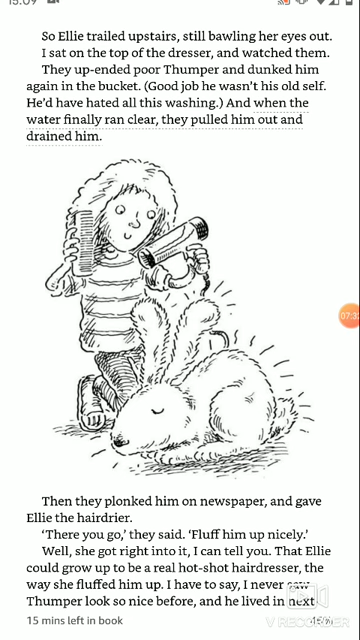 15:09
So Ellie trailed upstairs, still bawling her eyes out.
I sat on the top of the dresser, and watched them.
They up-ended poor Thumper and dunked him
again in the bucket. (Good job he wasn't his old self.
He'd have hated all this washing.) And when the
water finally ran clear, they pulled him out and
drained him.
07:3
Then they plonked him on newspaper, and gave
Ellie the hairdrier.
‘There you go,’ they said. ‘Fluff him up nicely.’
Well, she got right into it, I can tell you. That Ellie
could grow up to be a real hot-shot hairdresser, the
way she fluffed him up. I have to say, I never saw
Thumper look so nice before, and he lived in next
15 mins left in book
46%
V RECORDER